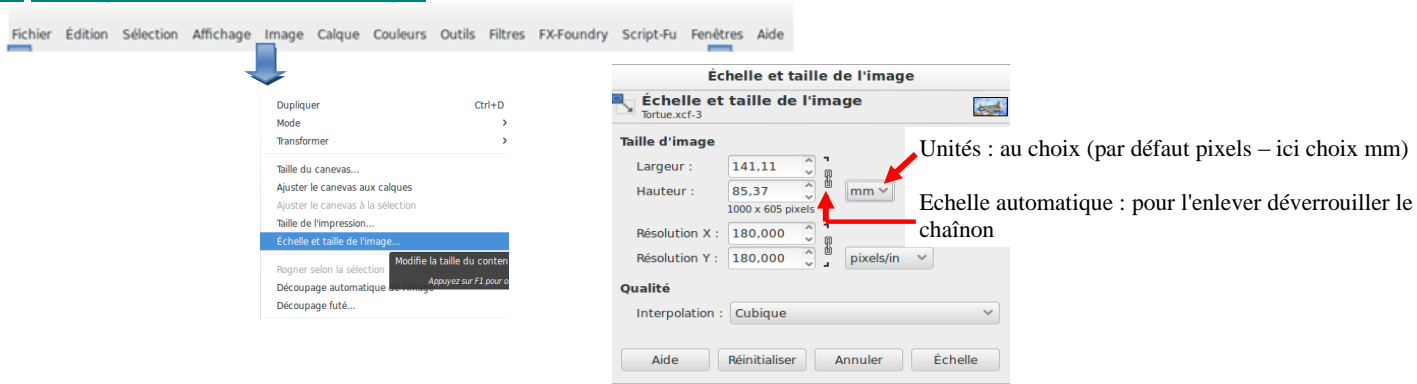 Fichier Édition Sélection Affichage Image Calque Couleurs Outils Filtres FX-Foundry Script-Fu Fenêtres Aide
Dupliquer Ctrl+D
Mode >
Transformer >
Taille du canevas...
Ajuster le canevas aux calques
Ajuster le canevas à la sélection
Taille de l'impression...
Échelle et taille de l'image...
Rogner selon la sélection
Modifie la taille du conten
Découpage automatique de l'image
Appuyez sur F1 pour
Découpage futé...
Échelle et taille de l'image
Échelle et taille de l'image
Tortue.xcf-3
Taille d'image
Largeur : 141,11
Hauteur : 85,37 mm
1000 x 605 pixels
Résolution X : 180,000
Résolution Y : 180,000 pixels/in
Qualité
Interpolation : Cubique
Aide Réinitialiser Annuler Échelle
Unités : au choix (par défaut pixels – ici choix mm)
Echelle automatique : pour l'enlever déverrouiller le
chaînon